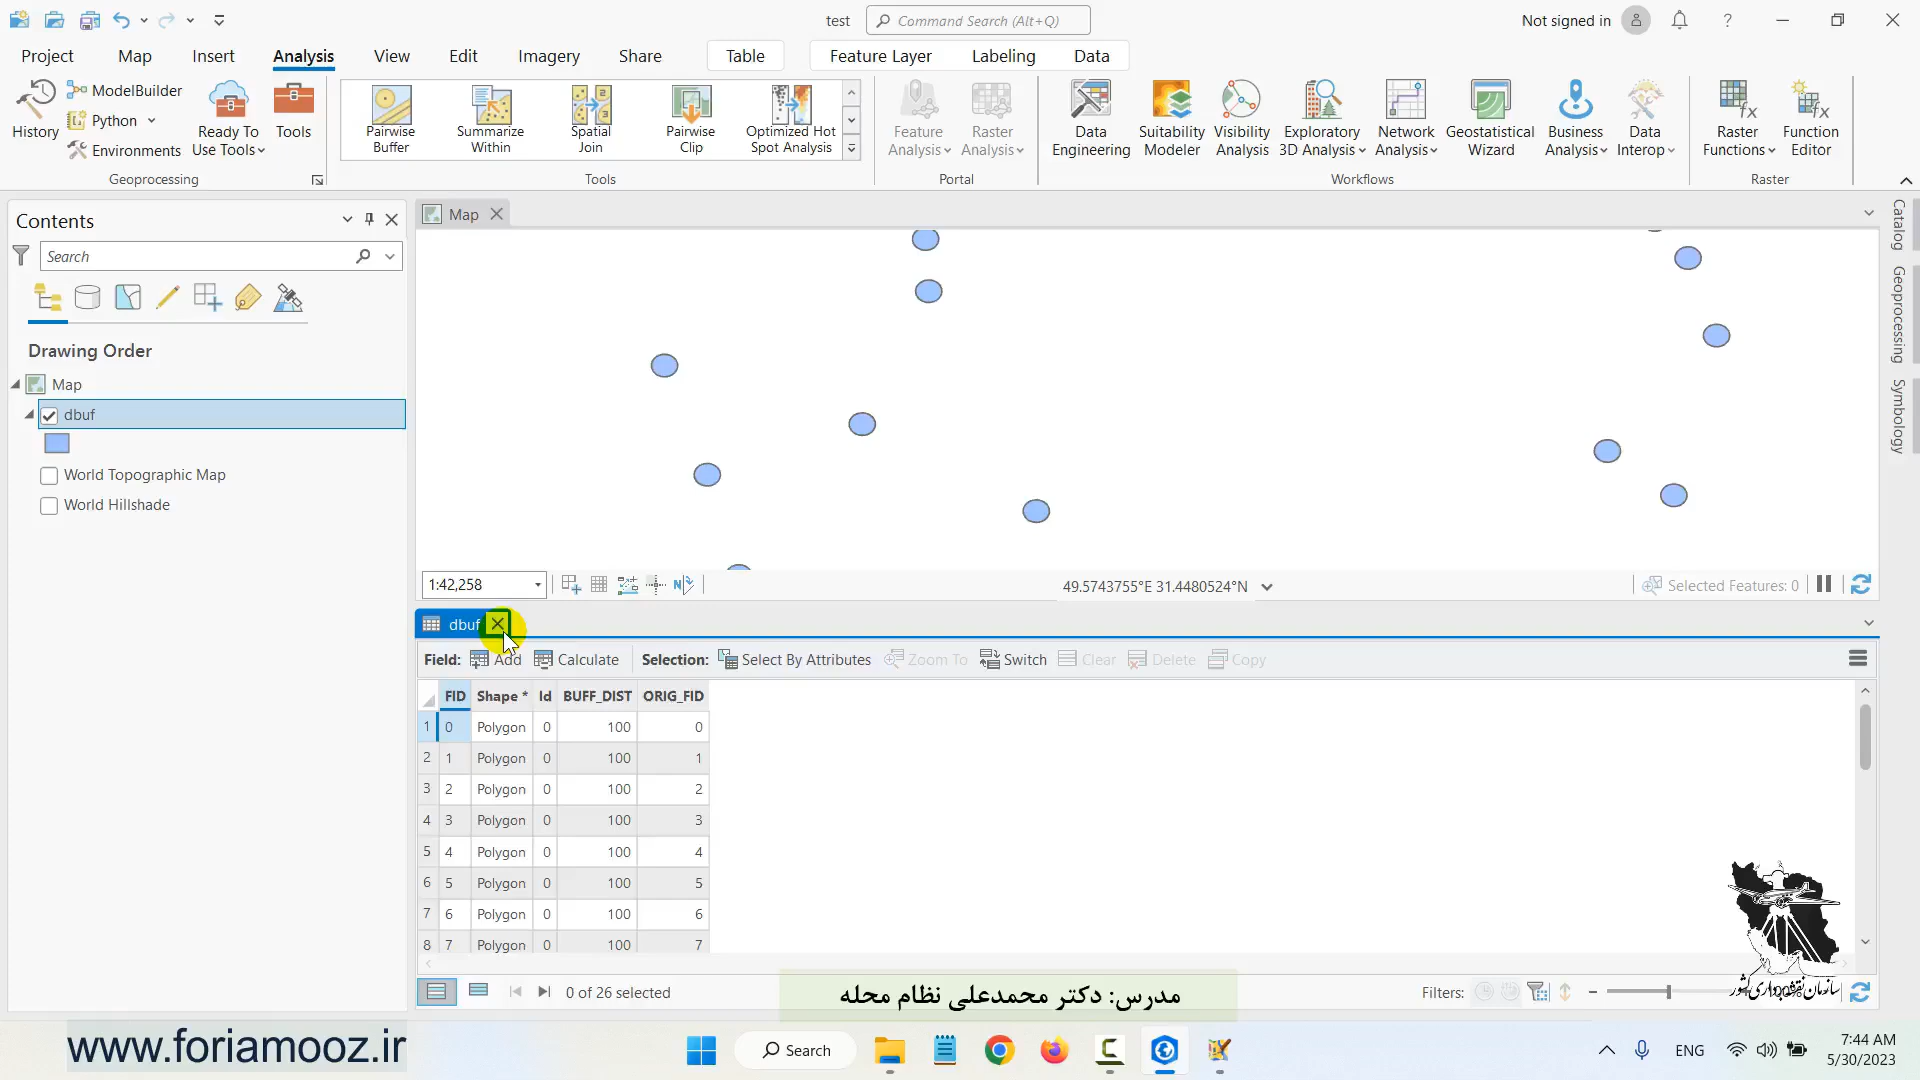 test
Command Search (Alt+Q)
Not signed in
?
Project
Map
Insert
Analysis
View
Edit
Imagery
Share
Table
Feature Layer
Labeling
Data
History
ModelBuilder
Python
Environments
Ready To
Use Tools
Tools
Geoprocessing
Pairwise
Buffer
Summarize
Within
Spatial
Join
Pairwise
Clip
Optimized Hot
Spot Analysis
Tools
Feature
Analysis
Raster
Analysis
Portal
Data
Engineering
Suitability
Modeler
Visibility
Analysis
Exploratory
3D Analysis
Network
Analysis
Geostatistical
Wizard
Business
Analysis
Data
Interop
Workflows
Raster
Functions
Function
Editor
Raster
Contents
Search
Drawing Order
Map
dbuf
World Topographic Map
World Hillshade
Map
Catalog
Geoprocessing
Symbology
1:42,258
49.5743755°E 31.4480524°N
Selected Features: 0
dbuf
Field: Add Calculate Selection: Select By Attributes Zoom To Switch Clear Delete Copy
FID Shape * Id BUFF_DIST ORIG_FID
1 0 Polygon 0 100 0
2 1 Polygon 0 100 1
3 2 Polygon 0 100 2
4 3 Polygon 0 100 3
5 4 Polygon 0 100 4
6 5 Polygon 0 100 5
7 6 Polygon 0 100 6
8 7 Polygon 0 100 7
0 of 26 selected
Filters:
سازمان نقشه‌برداری کشور
مدرس: دکتر محمدعلی نظام محله
www.foriamooz.ir
Search
ENG
7:44 AM
5/30/2023